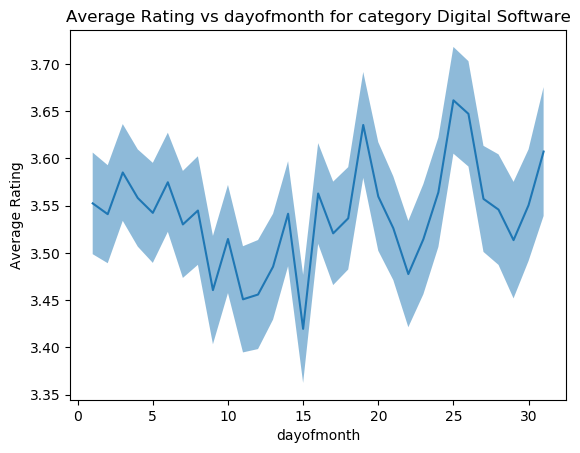 Average Rating vs dayofmonth for category Digital Software
3.70
3.65
3.60
3.55
3.50
3.45
3.40
3.35
Average Rating
0 5 10 15 20 25 30
dayofmonth